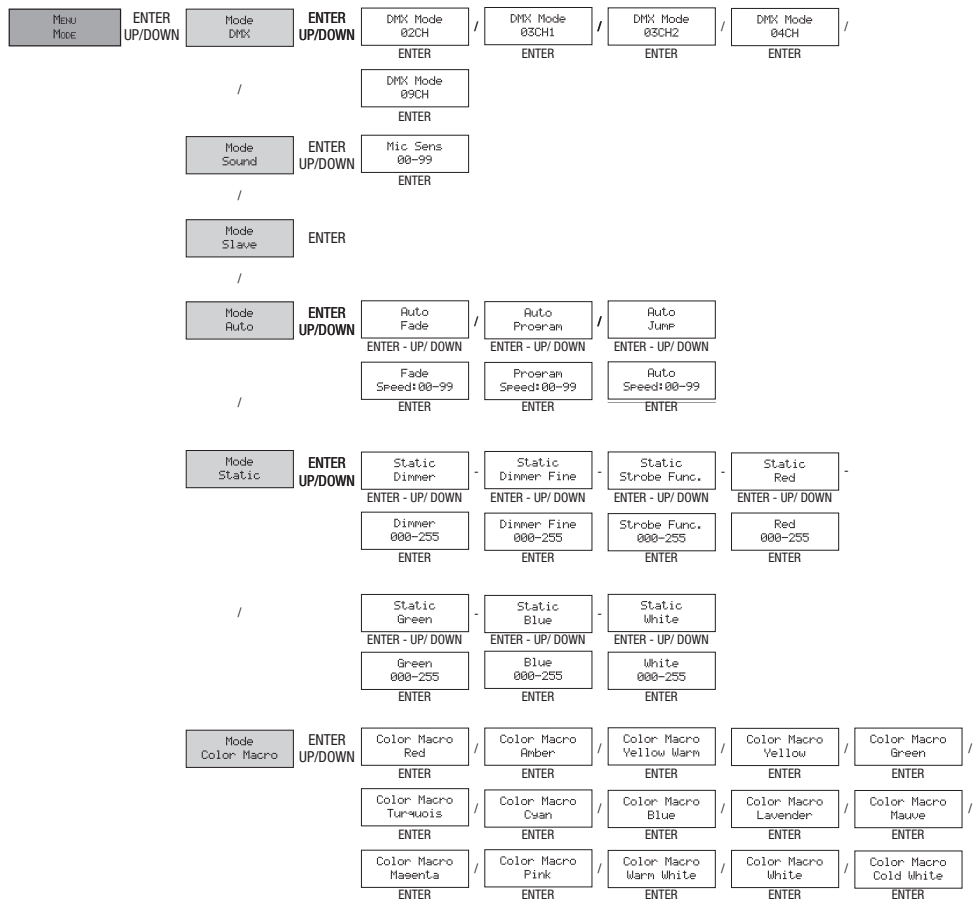 Menu Mode ENTER UP/DOWN Mode DMX ENTER UP/DOWN DMX Mode 02CH / DMX Mode 03CH1 / DMX Mode 03CH2 / DMX Mode 04CH /
ENTER ENTER ENTER ENTER
/ DMX Mode 09CH
ENTER
Mode Sound ENTER UP/DOWN Mic Sens 00-99
ENTER
/
Mode Slave ENTER
/
Mode Auto ENTER UP/DOWN Auto Fade / Auto Program / Auto Jump
ENTER - UP/ DOWN ENTER - UP/ DOWN ENTER - UP/ DOWN
Fade Speed:00-99 Program Speed:00-99 Auto Speed:00-99
/ ENTER ENTER ENTER
Mode Static ENTER UP/DOWN Static Dimmer - Static Dimmer Fine - Static Strobe Func. - Static Red -
ENTER - UP/ DOWN ENTER - UP/ DOWN ENTER - UP/ DOWN ENTER - UP/ DOWN
Dimmer 000-255 Dimmer Fine 000-255 Strobe Func. 000-255 Red 000-255
ENTER ENTER ENTER ENTER
/ Static Green - Static Blue - Static White
ENTER - UP/ DOWN ENTER - UP/ DOWN ENTER - UP/ DOWN
Green 000-255 Blue 000-255 White 000-255
ENTER ENTER ENTER
Mode Color Macro ENTER UP/DOWN Color Macro Red / Color Macro Amber / Color Macro Yellow Warm / Color Macro Yellow / Color Macro Green /
ENTER ENTER ENTER ENTER ENTER
Color Macro Turquois / Color Macro Cyan / Color Macro Blue / Color Macro Lavender / Color Macro Mauve /
ENTER ENTER ENTER ENTER ENTER
Color Macro Magenta / Color Macro Pink / Color Macro Warm White / Color Macro White / Color Macro Cold White
ENTER ENTER ENTER ENTER ENTER